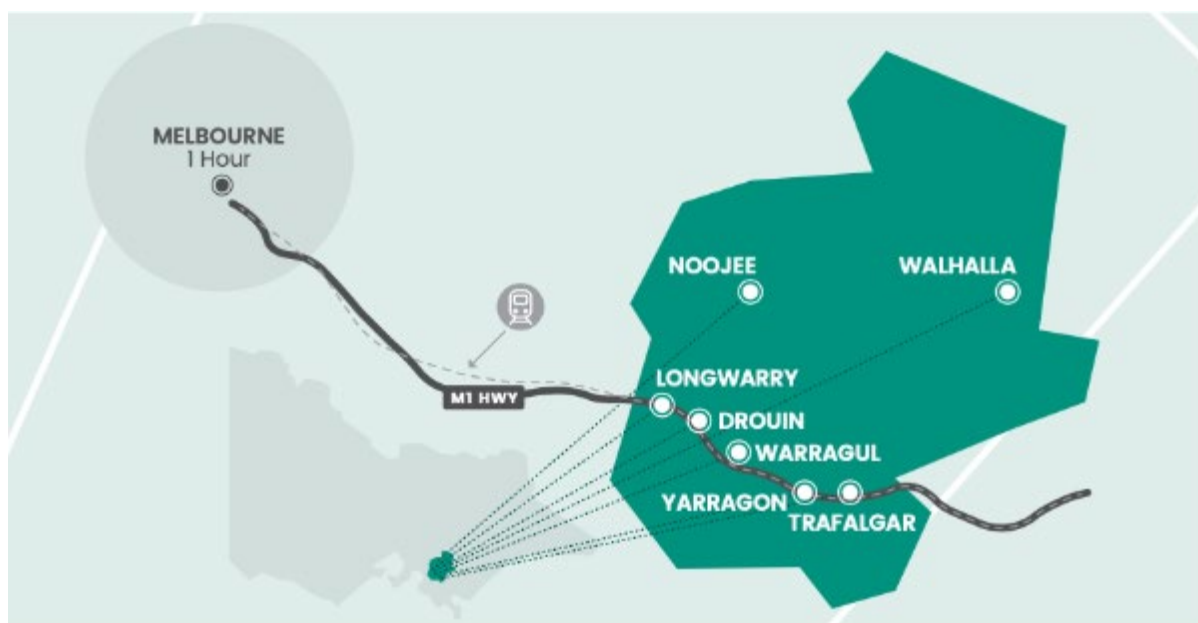 MELBOURNE
1 Hour
NOOJEE
WALHALLA
LONGWARRY
M1 HWY
DROUIN
WARRAGUL
YARRAGON
TRAFALGAR